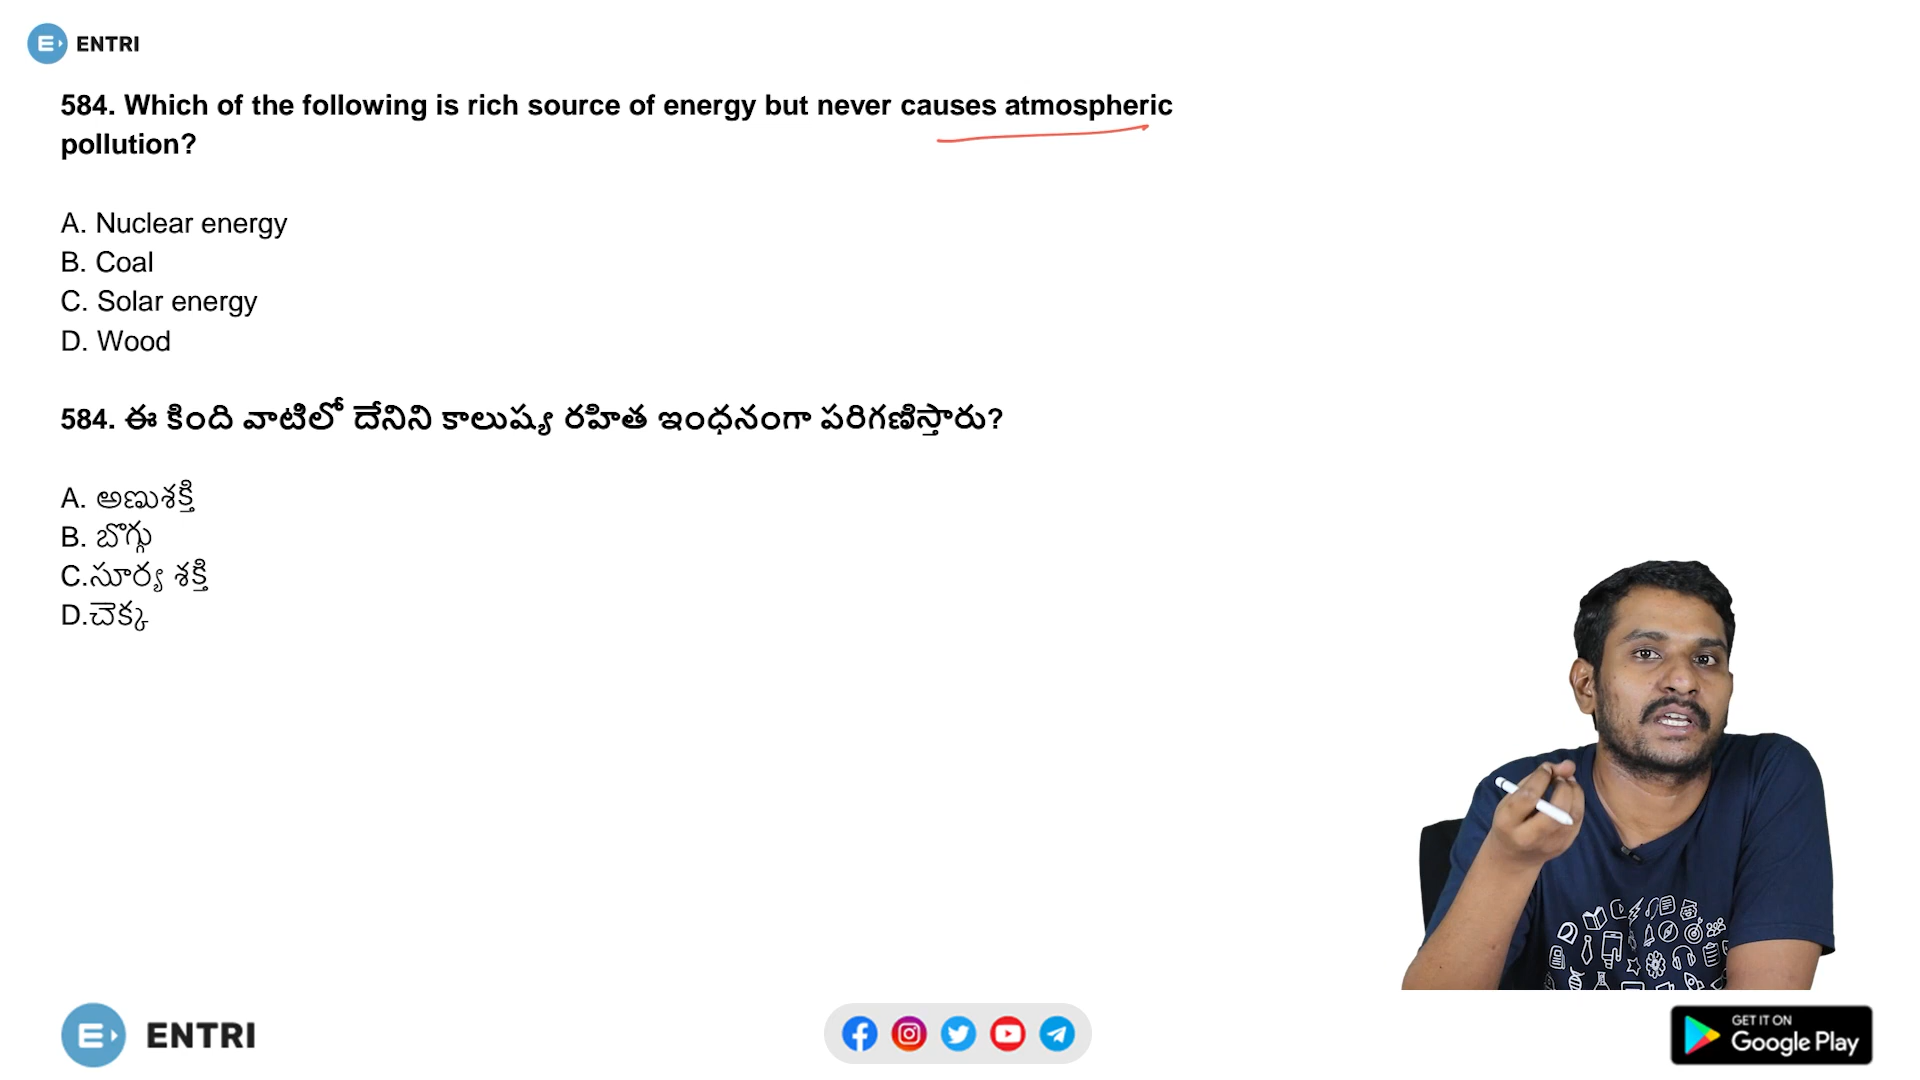 ENTRI
584. Which of the following is rich source of energy but never causes atmospheric
pollution?
A. Nuclear energy
B. Coal
C. Solar energy
D. Wood
584. ఈ కింది వాటిలో దేనిని కాలుష్య రహిత ఇంధనంగా పరిగణిస్తారు?
A. అణుశక్తి
B. బొగ్గు
C.సూర్య శక్తి
D.చెక్క
ENTRI
GET IT ON
Google Play